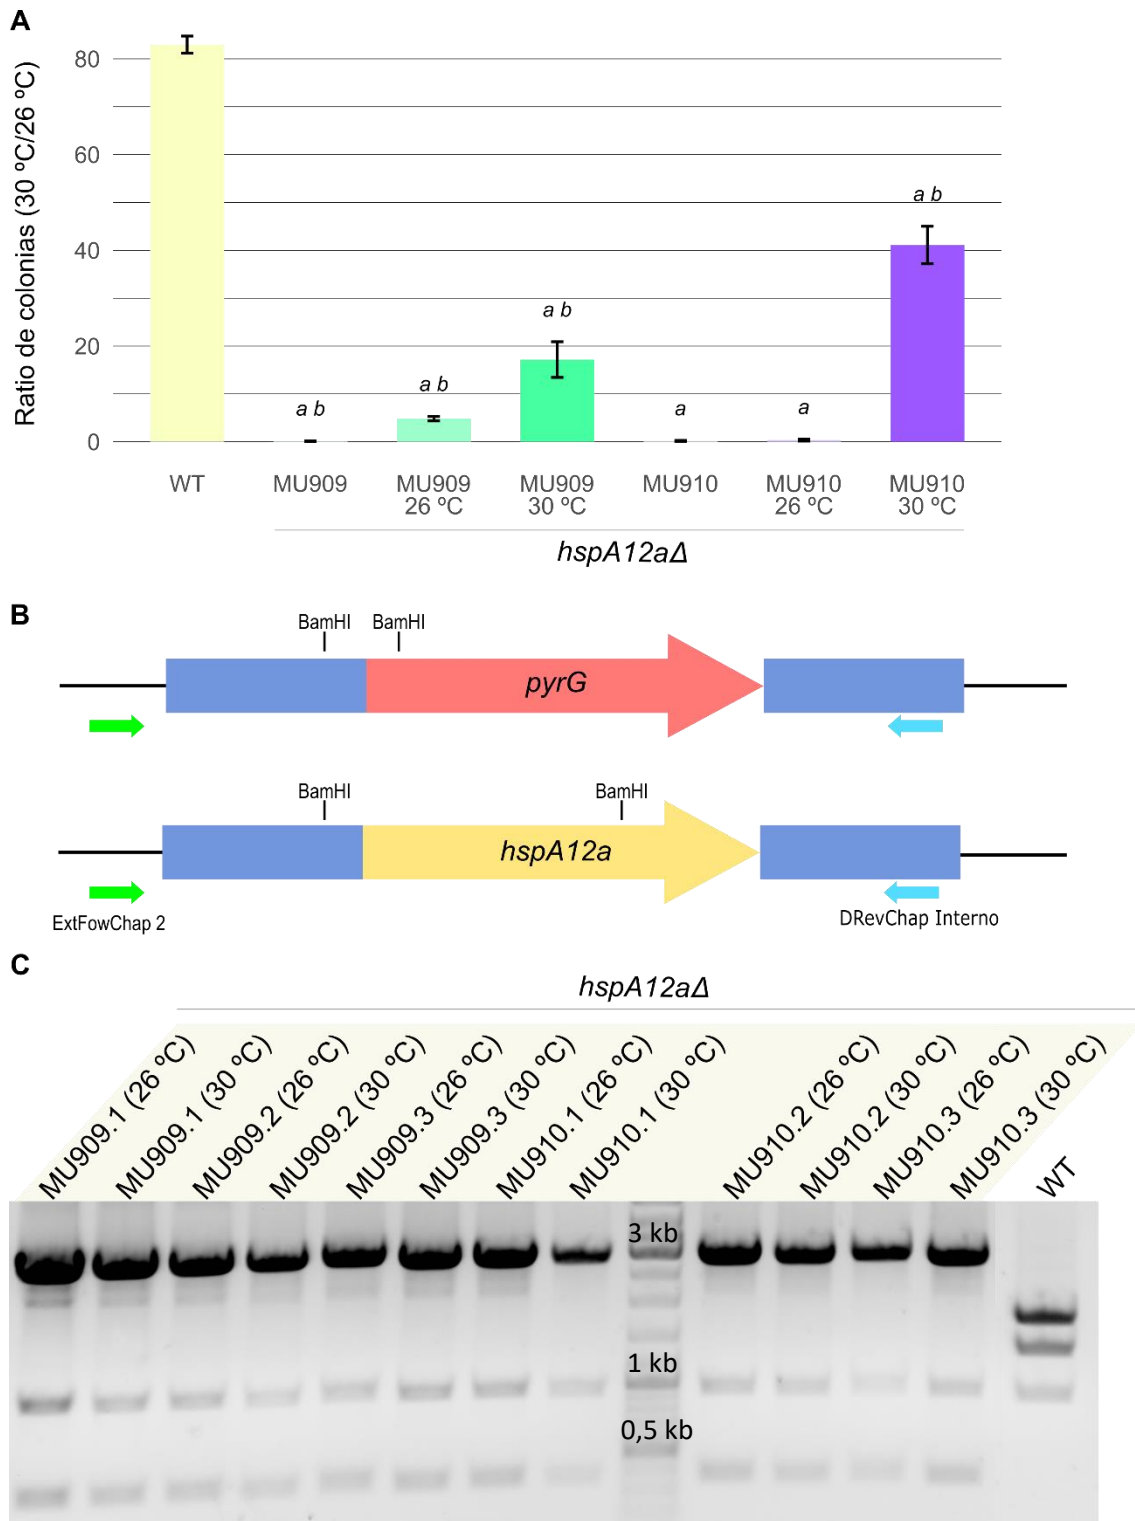 A
Ratio de colonias (30 ºC/26 ºC)
80
60
40
20
0
a b
a b
a b
a
a
a b
WT
MU909
MU909
26 ºC
MU909
30 ºC
MU910
MU910
26 ºC
MU910
30 ºC
hspA12aΔ
B
BamHI
BamHI
pyrG
BamHI
BamHI
hspA12a
ExtFowChap 2
DRevChap Interno
C
hspA12aΔ
MU909.1 (26 ºC)
MU909.1 (30 ºC)
MU909.2 (26 ºC)
MU909.2 (30 ºC)
MU909.3 (26 ºC)
MU909.3 (30 ºC)
MU910.1 (26 ºC)
MU910.1 (30 ºC)
MU910.2 (26 ºC)
MU910.2 (30 ºC)
MU910.3 (26 ºC)
MU910.3 (30 ºC)
WT
3 kb
1 kb
0,5 kb